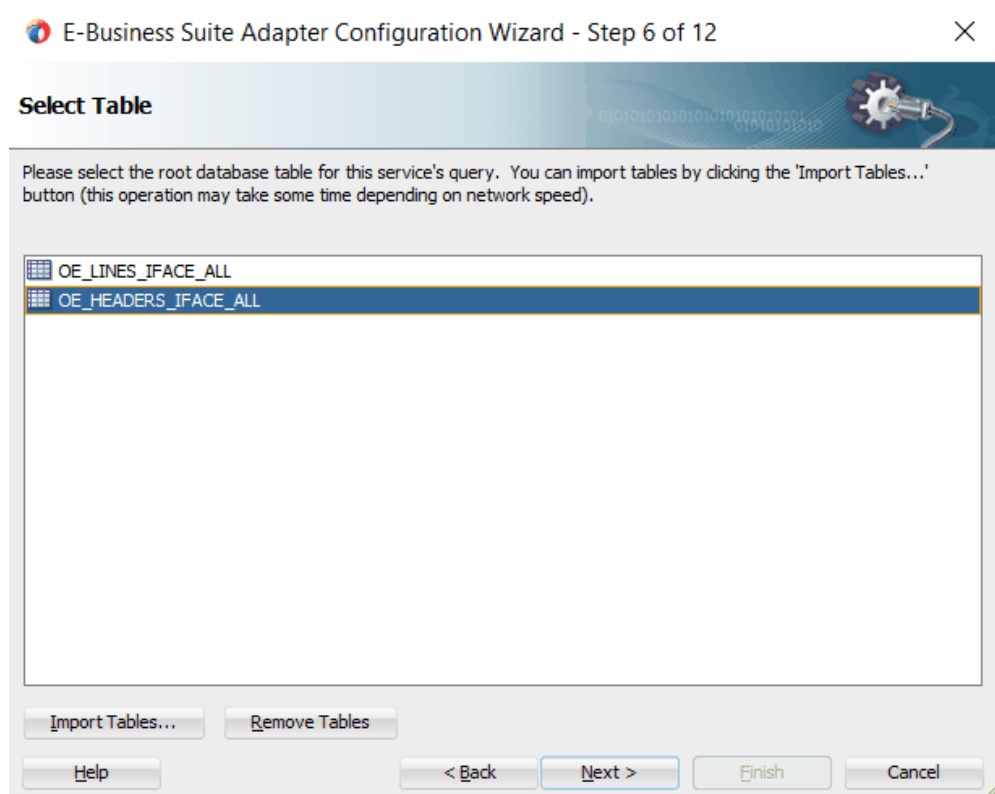 E-Business Suite Adapter Configuration Wizard - Step 6 of 12
Select Table
Please select the root database table for this service's query. You can import tables by clicking the 'Import Tables...'
button (this operation may take some time depending on network speed).
OE_LINES_IFACE_ALL
OE_HEADERS_IFACE_ALL
Import Tables...
Remove Tables
Help
< Back
Next >
Finish
Cancel